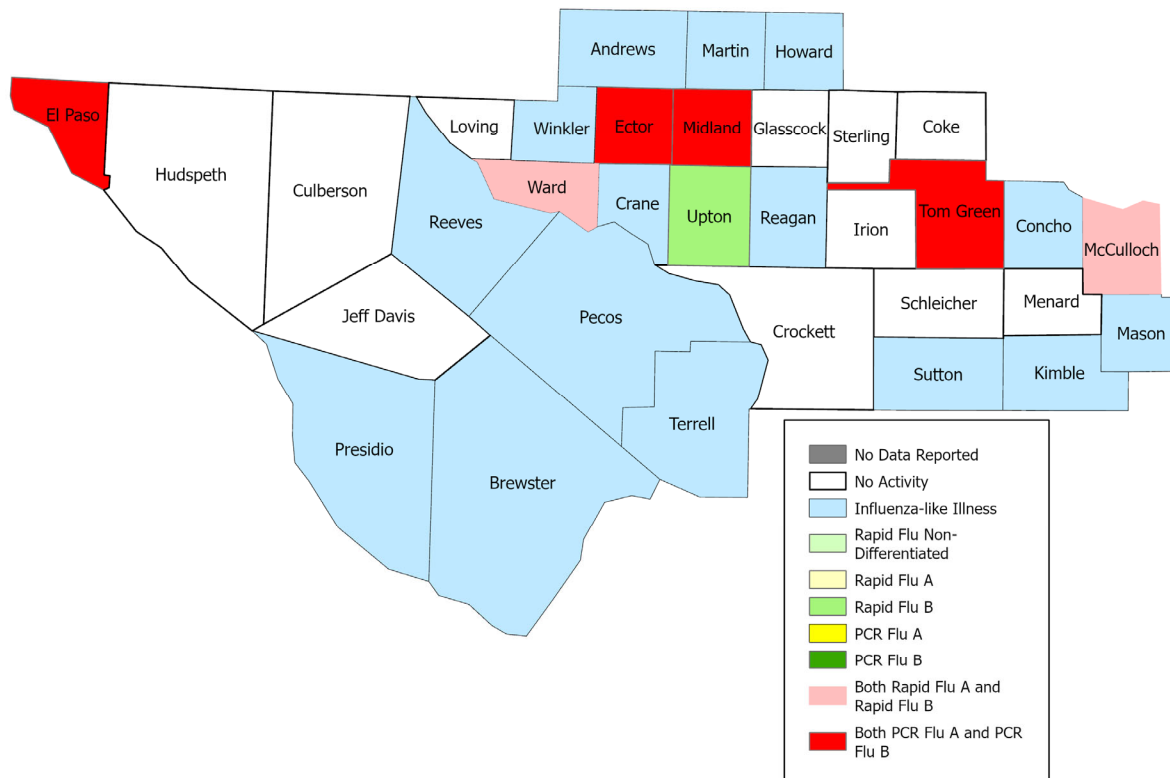 Andrews
Martin
Howard
El Paso
Hudspeth
Culberson
Loving
Winkler
Ector
Midland
Glasscock
Sterling
Coke
Reeves
Ward
Crane
Upton
Reagan
Irion
Tom Green
Concho
McCulloch
Jeff Davis
Pecos
Crockett
Schleicher
Menard
Mason
Presidio
Brewster
Terrell
Sutton
Kimble
No Data Reported
No Activity
Influenza-like Illness
Rapid Flu Non-
Differentiated
Rapid Flu A
Rapid Flu B
PCR Flu A
PCR Flu B
Both Rapid Flu A and
Rapid Flu B
Both PCR Flu A and PCR
Flu B